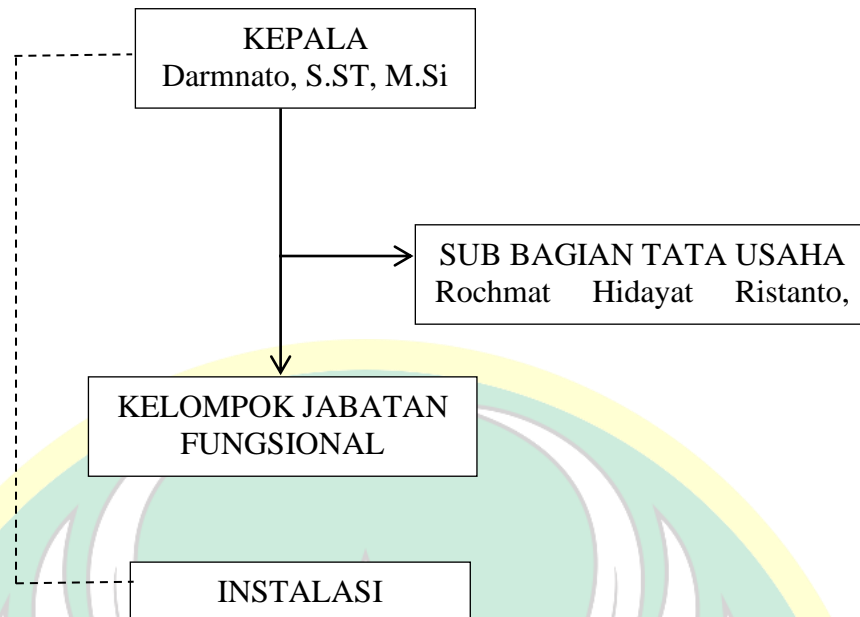 KEPALA
Darmnato, S.ST, M.Si
SUB BAGIAN TATA USAHA
Rochmat Hidayat Ristanto,
KELOMPOK JABATAN
FUNGSIONAL
INSTALASI